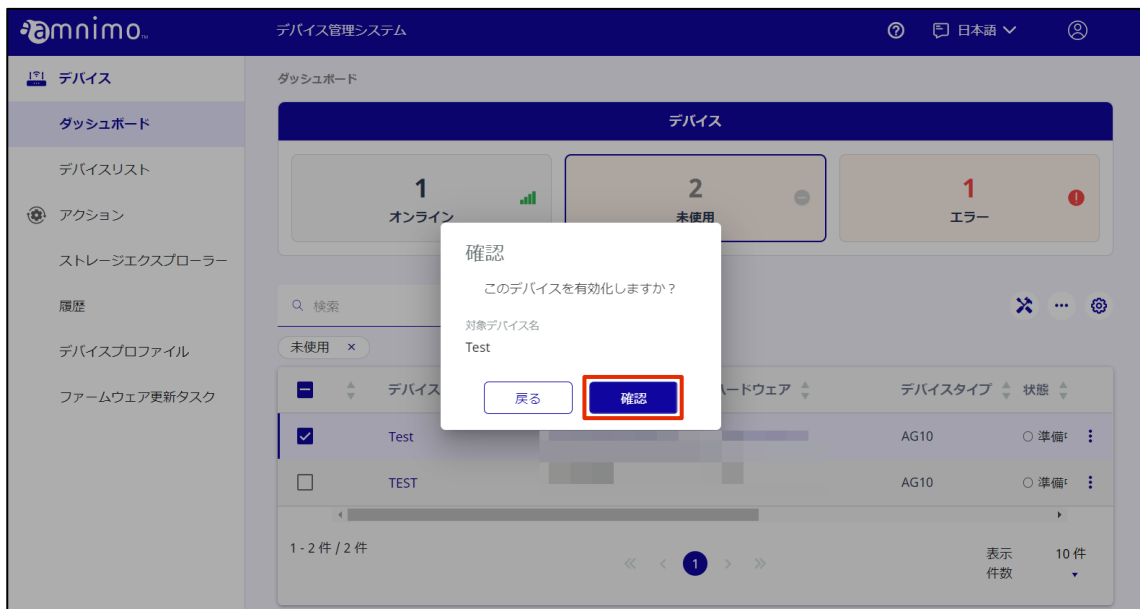 amnimo™
デバイス管理システム
日本語
デバイス
ダッシュボード
デバイスリスト
アクション
ストレージエクスプローラー
履歴
デバイスプロファイル
ファームウェア更新タスク
ダッシュボード
デバイス
1
オンライン
2
未使用
1
エラー
確認
このデバイスを有効化しますか？
対象デバイス名
Test
戻る
確認
検索
未使用 ×
デバイス ードウェア デバイスタイプ 状態
Test AG10 準備
TEST AG10 準備
1 - 2 件 / 2 件
1
表示
件数
10 件